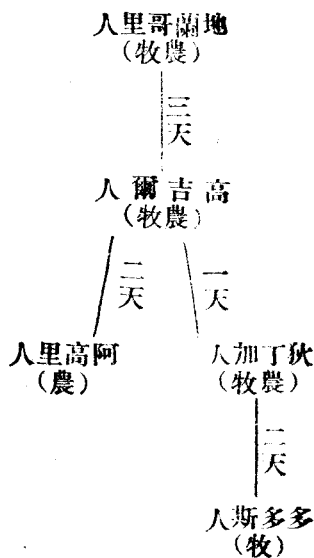 地蘭哥里人
(農牧)
三天
高吉爾人
(農牧)
一天
二天
狄丁加人
(農牧)
阿高里人
(農)
二天
多多斯人
(牧)